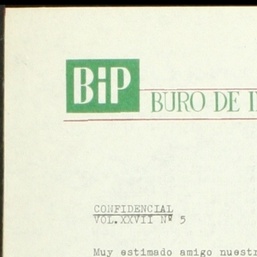 BiP
BURO DE I
CONFIDENCIAL
VOL.XXVII Nº 5
Muy estimado amigo nuestr